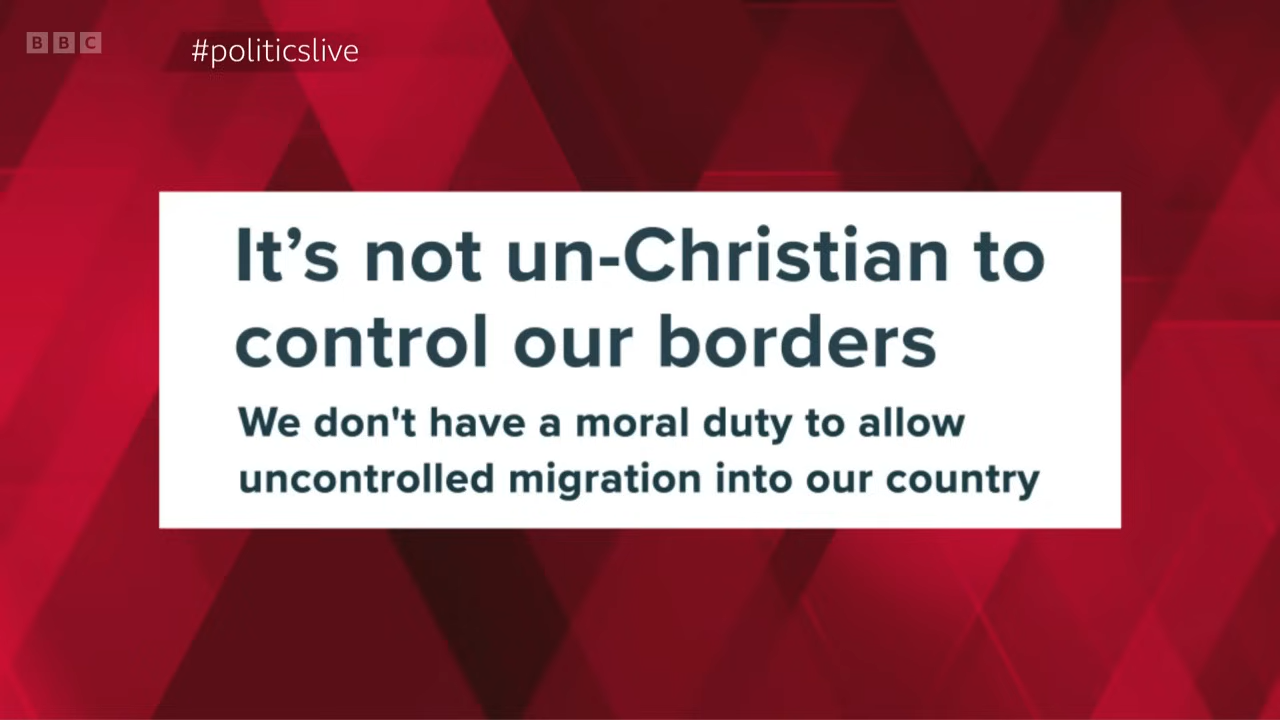 BBC
#politicslive
It’s not un-Christian to
control our borders
We don't have a moral duty to allow
uncontrolled migration into our country